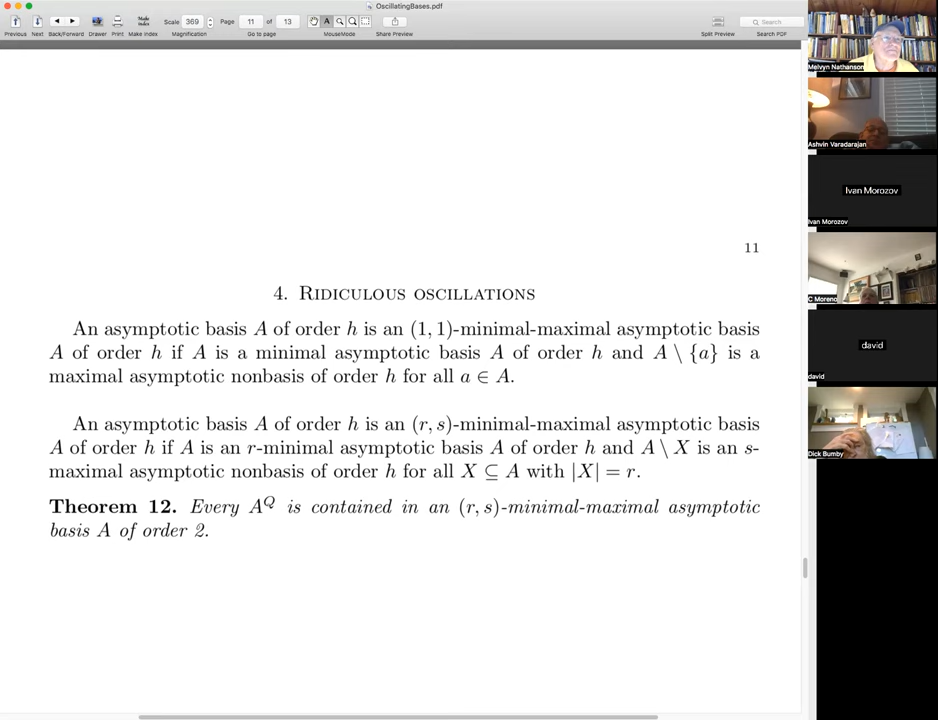 OscillatingBases.pdf
Previous Next Back/Forward Drawer Print Make Index Make Index Scale 369 Magnification Page 11 of 13 Go to page A MouseMode Share Preview Split Preview Search Search PDF
11
4. Ridiculous oscillations
An asymptotic basis A of order h is an (1, 1)-minimal-maximal asymptotic basis
A of order h if A is a minimal asymptotic basis A of order h and A \ {a} is a
maximal asymptotic nonbasis of order h for all a ∈ A.
An asymptotic basis A of order h is an (r, s)-minimal-maximal asymptotic basis
A of order h if A is an r-minimal asymptotic basis A of order h and A \ X is an s-
maximal asymptotic nonbasis of order h for all X ⊆ A with |X| = r.
Theorem 12. Every A^Q is contained in an (r, s)-minimal-maximal asymptotic
basis A of order 2.
Melvyn Nathanson
Ashvin Varadarajan
Ivan Morozov
Ivan Morozov
C Moreno
david
david
Dick Bumby